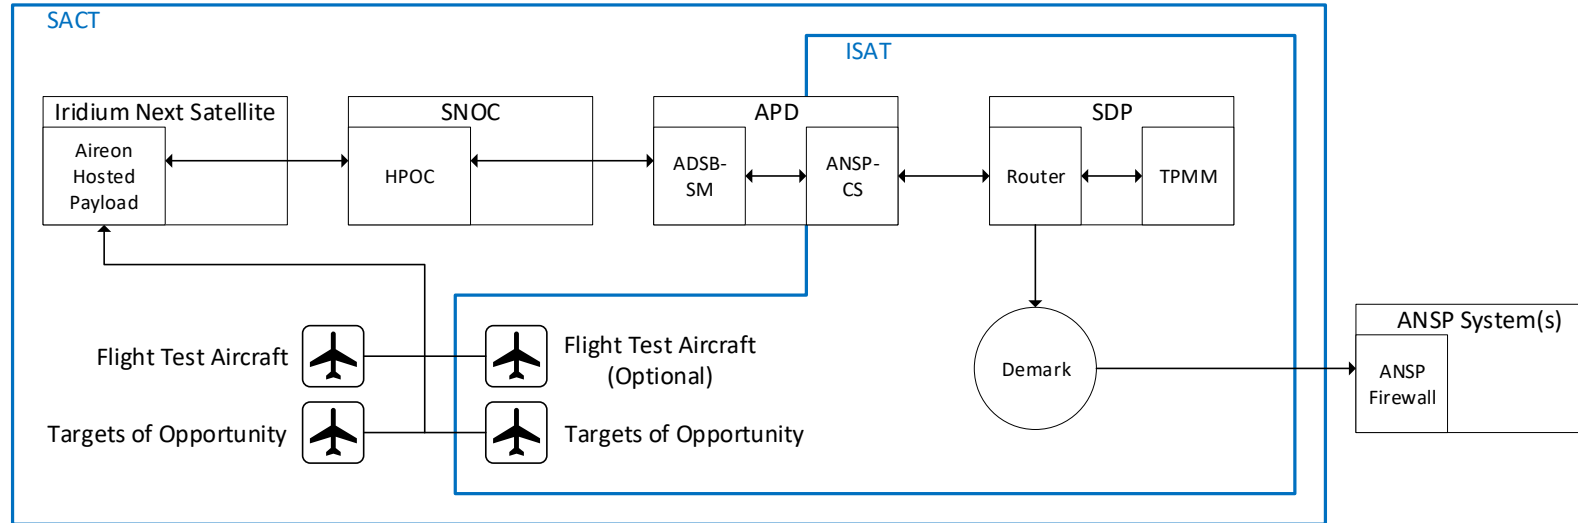 SACT
ISAT
Iridium Next Satellite
Aireon
Hosted
Payload
SNOC
HPOC
APD
ADSB-
SM
ANSP-
CS
SDP
Router
TPMM
Flight Test Aircraft
Flight Test Aircraft
(Optional)
Targets of Opportunity
Targets of Opportunity
Demark
ANSP System(s)
ANSP
Firewall